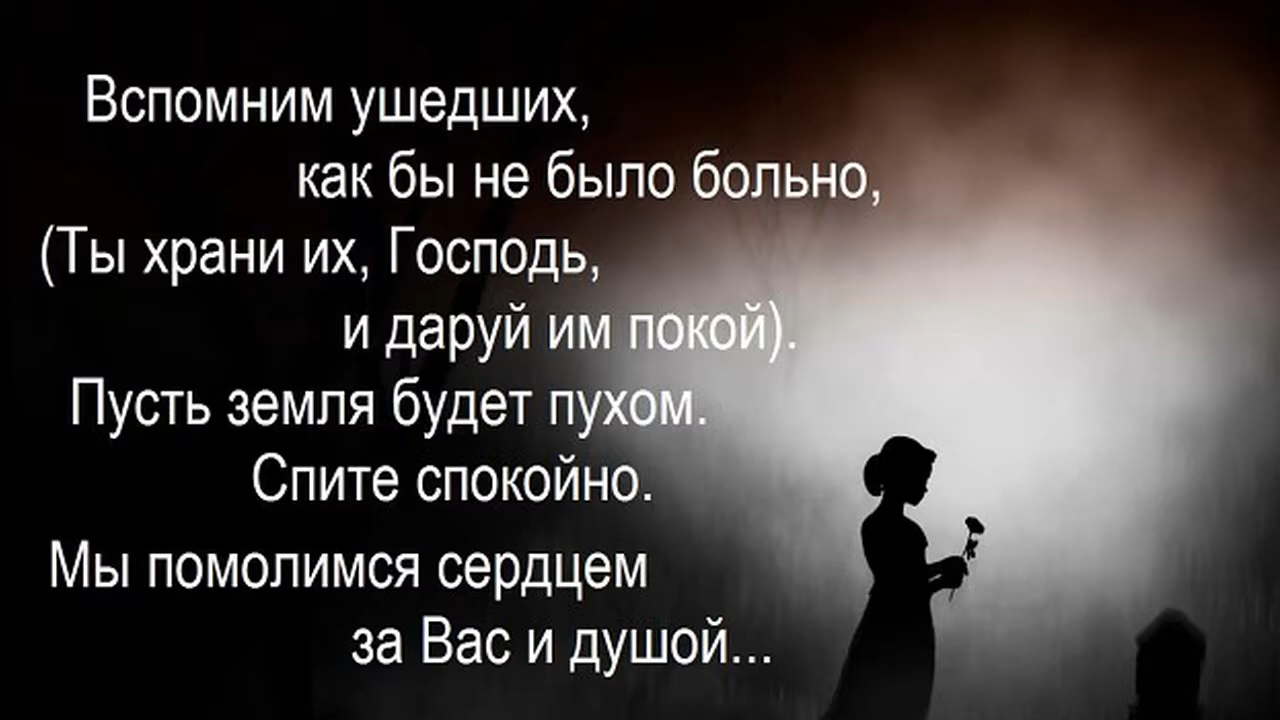 Вспомним ушедших,
как бы не было больно,
(Ты храни их, Господь,
и даруй им покой).
Пусть земля будет пухом.
Спите спокойно.
Мы помолимся сердцем
за Вас и душой...